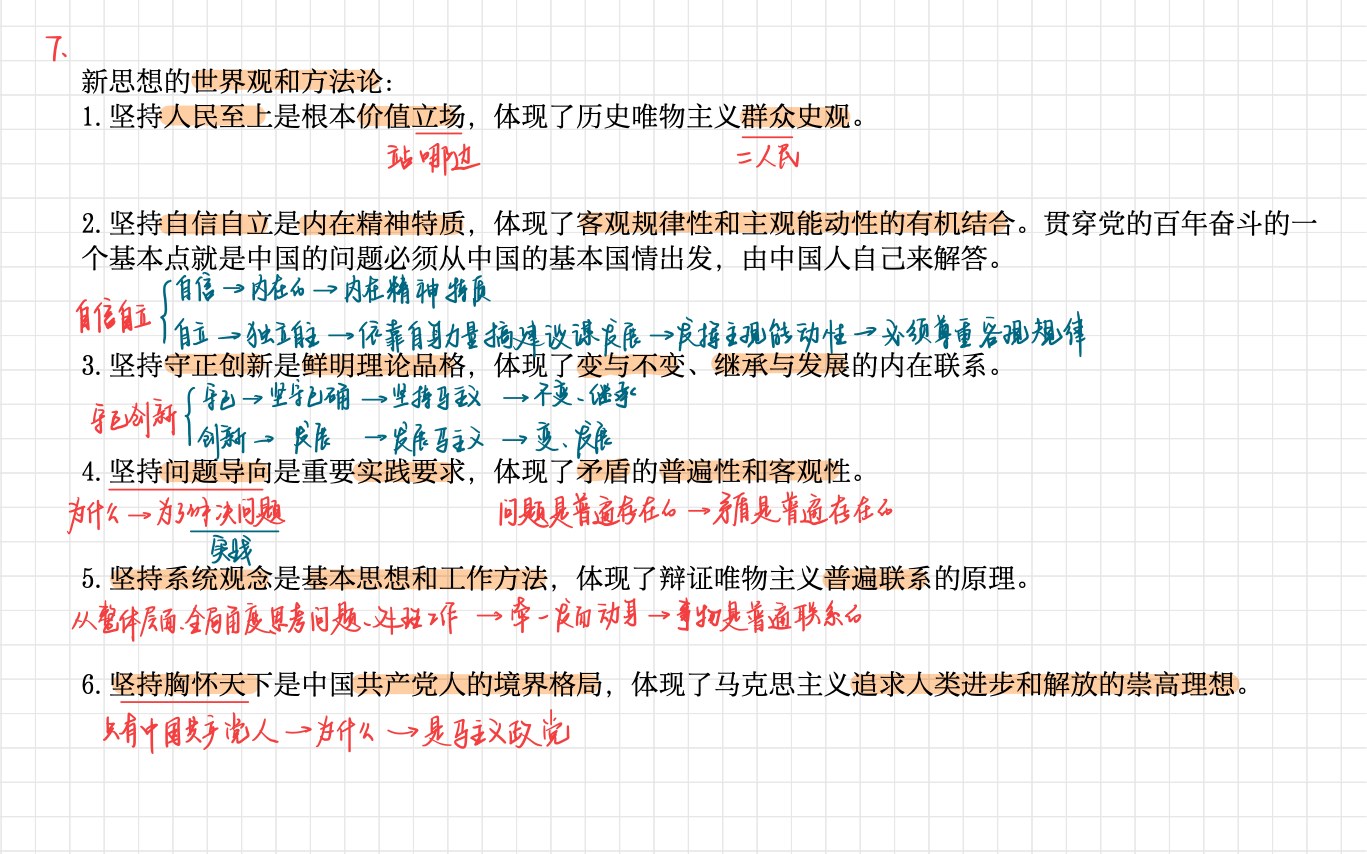 7、
新思想的世界观和方法论：
1.坚持人民至上是根本价值立场，体现了历史唯物主义群众史观。
站哪边 =人民
2.坚持自信自立是内在精神特质，体现了客观规律性和主观能动性的有机结合。贯穿党的百年奋斗的一
个基本点就是中国的问题必须从中国的基本国情出发，由中国人自己来解答。
自信→内在的→内在精神特质
自信自立
自立→独立自主→依靠自身力量搞建设谋发展→发挥主观能动性→必须尊重客观规律
3.坚持守正创新是鲜明理论品格，体现了变与不变、继承与发展的内在联系。
守正→坚守正确→坚持马主义→不变、继承
守正创新
创新→发展→发展马主义→变、发展
4.坚持问题导向是重要实践要求，体现了矛盾的普遍性和客观性。
为什么→为了解决问题 问题是普遍存在的→矛盾是普遍存在的
实践
5.坚持系统观念是基本思想和工作方法，体现了辩证唯物主义普遍联系的原理。
从整体层面、全局角度思考问题、处理工作→牵一发而动身→事物是普遍联系的
6.坚持胸怀天下是中国共产党人的境界格局，体现了马克思主义追求人类进步和解放的崇高理想。
只有中国共产党人→为什么→是马主义政党